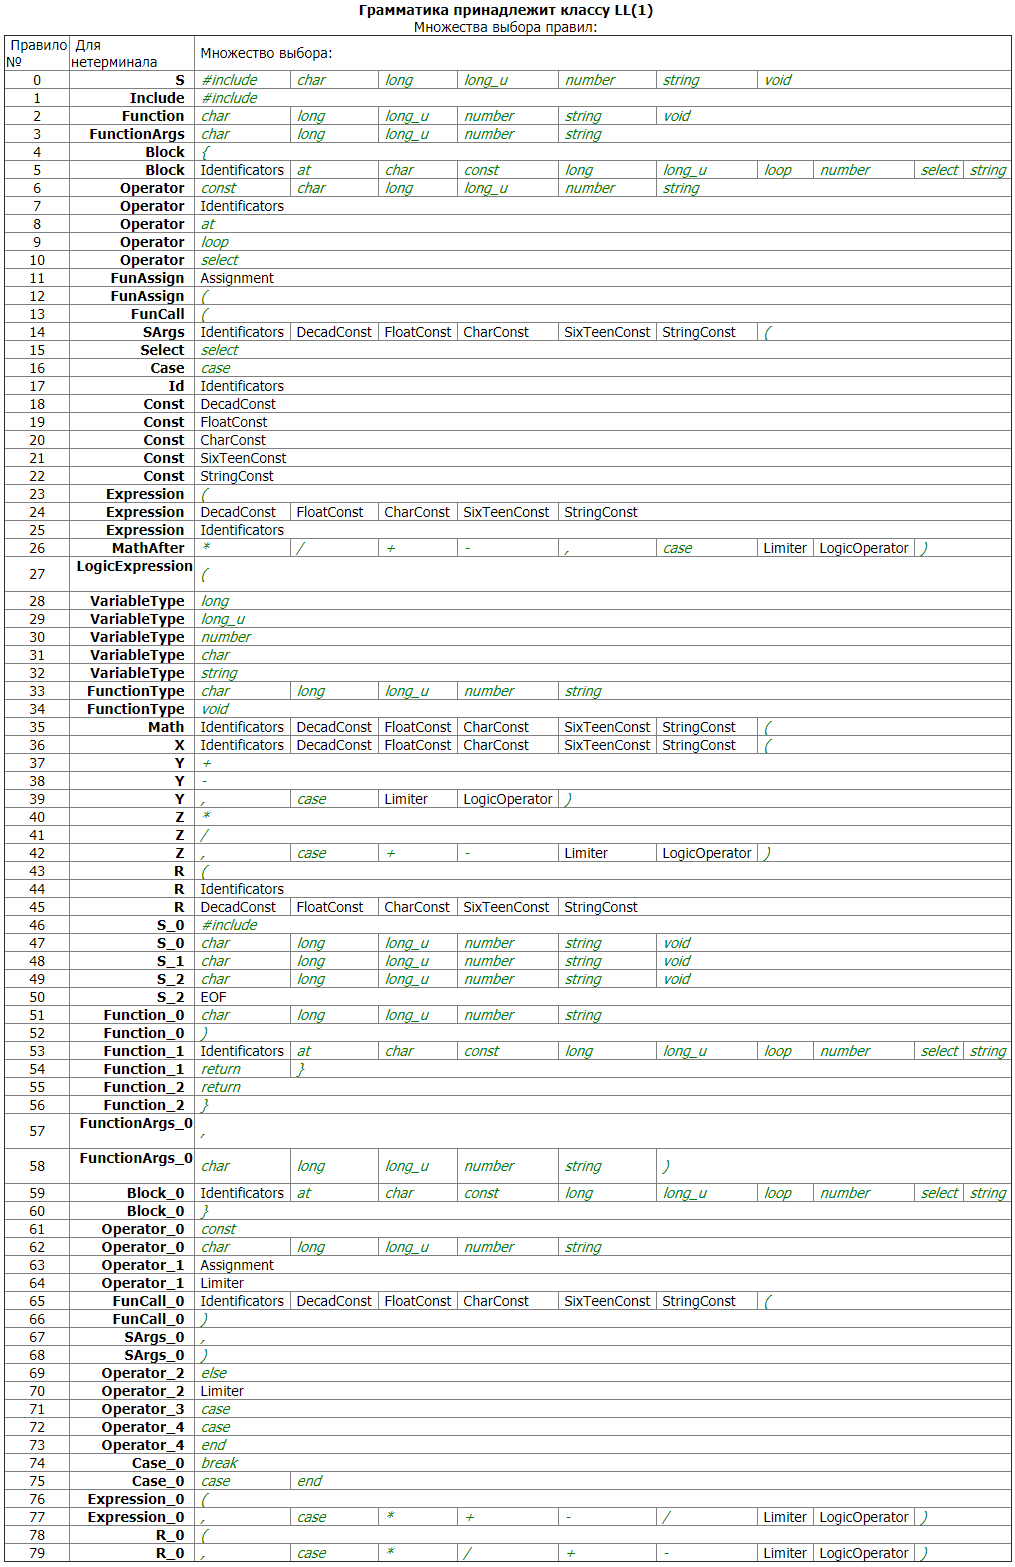 Грамматика принадлежит классу LL(1)
Множества выбора правил:
Правило № Для нетерминала Множество выбора:
0 S #include char long long_u number string void
1 Include #include
2 Function char long long_u number string void
3 FunctionArgs char long long_u number string
4 Block {
5 Block Identificators at char const long long_u loop number select string
6 Operator const char long long_u number string
7 Operator Identificators
8 Operator at
9 Operator loop
10 Operator select
11 FunAssign Assignment
12 FunAssign (
13 FunCall (
14 SArgs Identificators DecadConst FloatConst CharConst SixTeenConst StringConst (
15 Select select
16 Case case
17 Id Identificators
18 Const DecadConst
19 Const FloatConst
20 Const CharConst
21 Const SixTeenConst
22 Const StringConst
23 Expression (
24 Expression DecadConst FloatConst CharConst SixTeenConst StringConst
25 Expression Identificators
26 MathAfter * / + - , case Limiter LogicOperator )
27 LogicExpression (
28 VariableType long
29 VariableType long_u
30 VariableType number
31 VariableType char
32 VariableType string
33 FunctionType char long long_u number string
34 FunctionType void
35 Math Identificators DecadConst FloatConst CharConst SixTeenConst StringConst (
36 X Identificators DecadConst FloatConst CharConst SixTeenConst StringConst (
37 Y +
38 Y -
39 Y , case Limiter LogicOperator )
40 Z *
41 Z /
42 Z , case + - Limiter LogicOperator )
43 R (
44 R Identificators
45 R DecadConst FloatConst CharConst SixTeenConst StringConst
46 S_0 #include
47 S_0 char long long_u number string void
48 S_1 char long long_u number string void
49 S_2 char long long_u number string void
50 S_2 EOF
51 Function_0 char long long_u number string
52 Function_0 )
53 Function_1 Identificators at char const long long_u loop number select string
54 Function_1 return }
55 Function_2 return
56 Function_2 }
57 FunctionArgs_0 ,
58 FunctionArgs_0 char long long_u number string )
59 Block_0 Identificators at char const long long_u loop number select string
60 Block_0 }
61 Operator_0 const
62 Operator_0 char long long_u number string
63 Operator_1 Assignment
64 Operator_1 Limiter
65 FunCall_0 Identificators DecadConst FloatConst CharConst SixTeenConst StringConst (
66 FunCall_0 )
67 SArgs_0 ,
68 SArgs_0 )
69 Operator_2 else
70 Operator_2 Limiter
71 Operator_3 case
72 Operator_4 case
73 Operator_4 end
74 Case_0 break
75 Case_0 case end
76 Expression_0 (
77 Expression_0 , case * + - / Limiter LogicOperator )
78 R_0 (
79 R_0 , case * / + - Limiter LogicOperator )